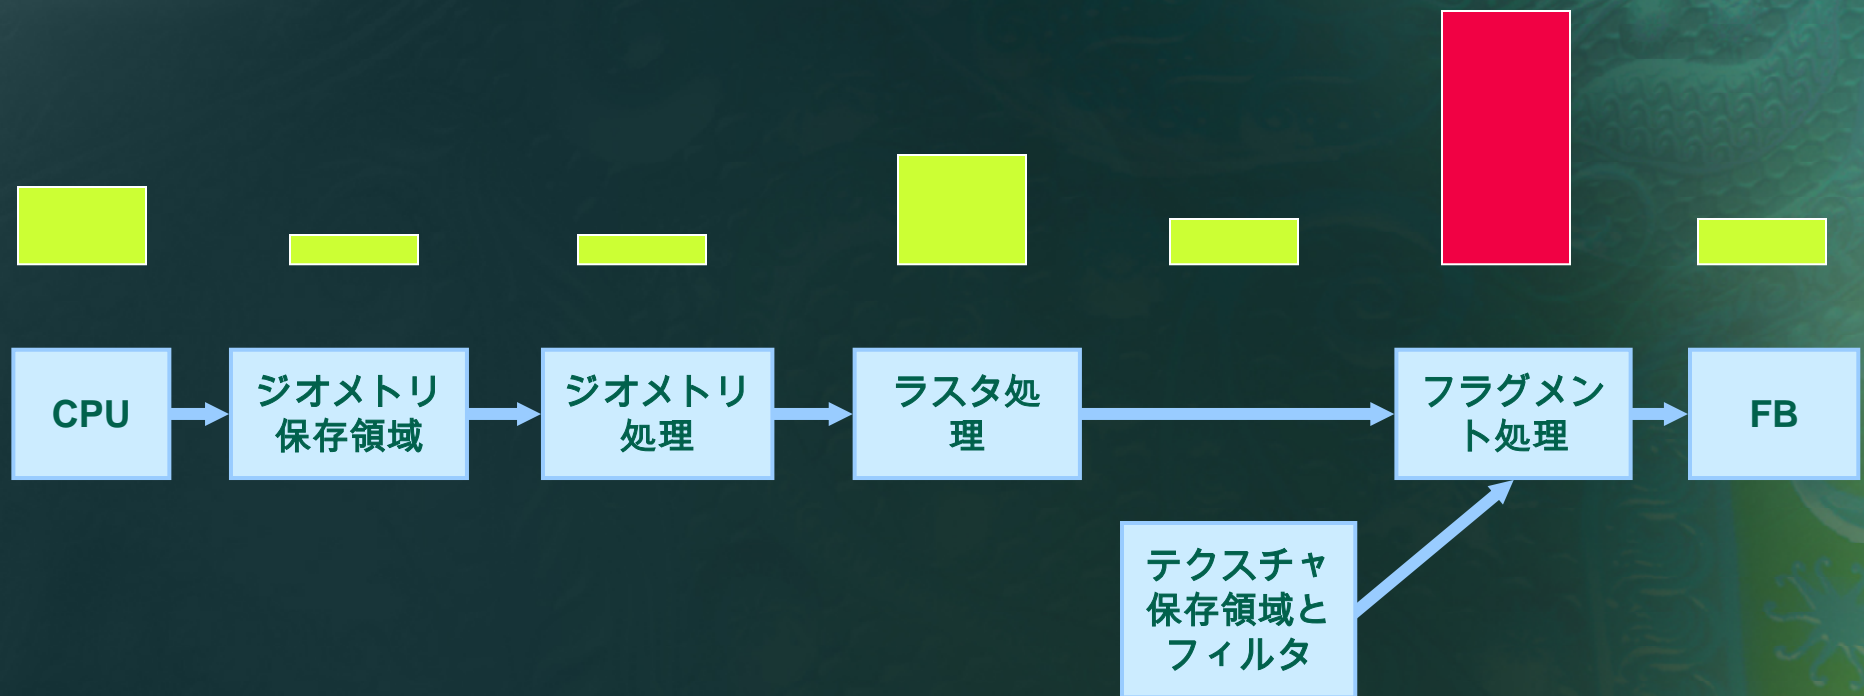 CPU
ジオメトリ
保存領域
ジオメトリ
処理
ラスタ処
理
フラグメン
ト処理
FB
テクスチャ
保存領域と
フィルタ